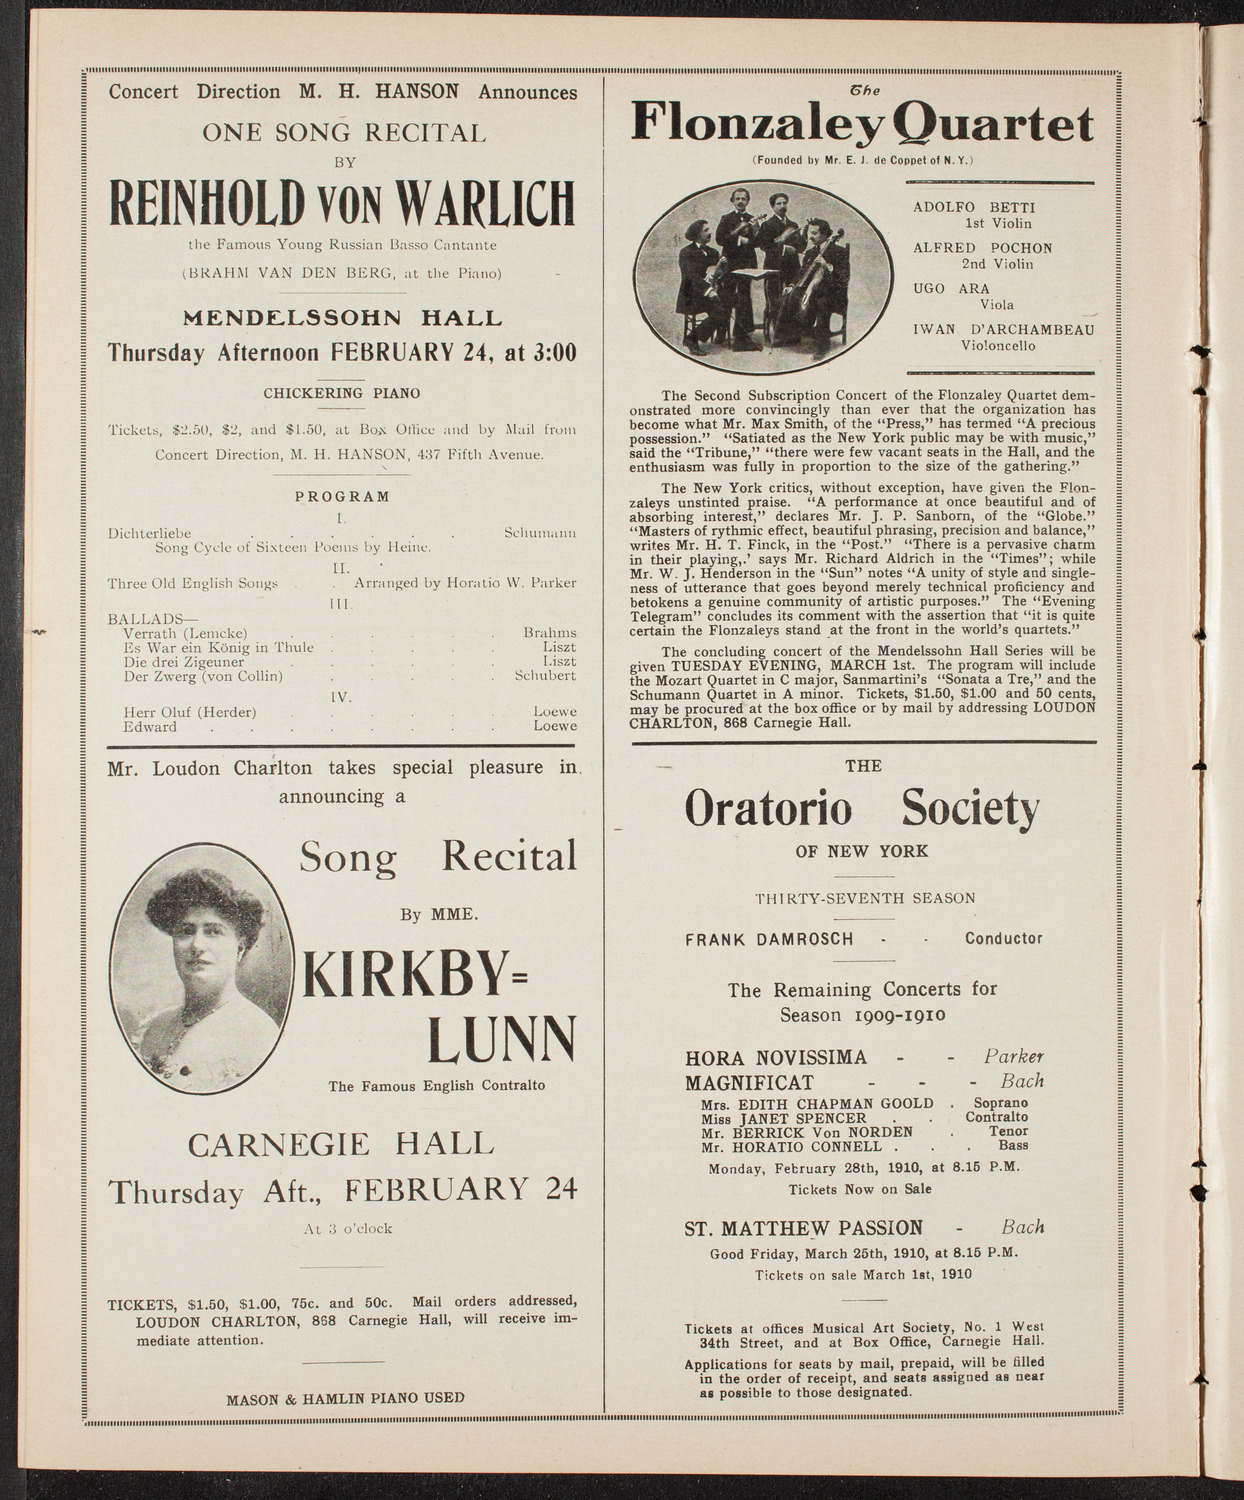 Concert Direction M. H. HANSON Announces
ONE SONG RECITAL
BY
REINHOLD VON WARLICH
the Famous Young Russian Basso Cantante
(BRAHM VAN DEN BERG, at the Piano)
MENDELSSOHN HALL
Thursday Afternoon FEBRUARY 24, at 3:00
CHICKERING PIANO
Tickets, $2.50, $2, and $1.50, at Box Office and by Mail from
Concert Direction, M. H. HANSON, 437 Fifth Avenue.
PROGRAM
I.
Dichterliebe . . . . . . Schumann
Song Cycle of Sixteen Poems by Heine.
II.
Three Old English Songs . Arranged by Horatio W. Parker
III.
BALLADS—
Verrath (Lemcke) . . . . . . Brahms
Es War ein König in Thule . . . . . Liszt
Die drei Zigeuner . . . . . . Liszt
Der Zwerg (von Collin) . . . . . Schubert
IV.
Herr Oluf (Herder) . . . . . . Loewe
Edward . . . . . . . . Loewe
Mr. Loudon Charlton takes special pleasure in
announcing a
Song Recital
By MME.
KIRKBY=
LUNN
The Famous English Contralto
CARNEGIE HALL
Thursday Aft., FEBRUARY 24
At 3 o'clock
TICKETS, $1.50, $1.00, 75c. and 50c. Mail orders addressed,
LOUDON CHARLTON, 868 Carnegie Hall, will receive im-
mediate attention.
MASON & HAMLIN PIANO USED
The
Flonzaley Quartet
(Founded by Mr. E. J. de Coppet of N. Y.)
ADOLFO BETTI
1st Violin
ALFRED POCHON
2nd Violin
UGO ARA
Viola
IWAN D'ARCHAMBEAU
Violoncello
The Second Subscription Concert of the Flonzaley Quartet dem-
onstrated more convincingly than ever that the organization has
become what Mr. Max Smith, of the “Press,” has termed “A precious
possession.” “Satiated as the New York public may be with music,”
said the “Tribune,” “there were few vacant seats in the Hall, and the
enthusiasm was fully in proportion to the size of the gathering.”
The New York critics, without exception, have given the Flon-
zaleys unstinted praise. “A performance at once beautiful and of
absorbing interest,” declares Mr. J. P. Sanborn, of the “Globe.”
“Masters of rythmic effect, beautiful phrasing, precision and balance,”
writes Mr. H. T. Finck, in the “Post.” “There is a pervasive charm
in their playing,.’ says Mr. Richard Aldrich in the “Times”; while
Mr. W. J. Henderson in the “Sun” notes “A unity of style and single-
ness of utterance that goes beyond merely technical proficiency and
betokens a genuine community of artistic purposes.” The “Evening
Telegram” concludes its comment with the assertion that “it is quite
certain the Flonzaleys stand at the front in the world's quartets.”
The concluding concert of the Mendelssohn Hall Series will be
given TUESDAY EVENING, MARCH 1st. The program will include
the Mozart Quartet in C major, Sanmartini's “Sonata a Tre,” and the
Schumann Quartet in A minor. Tickets, $1.50, $1.00 and 50 cents,
may be procured at the box office or by mail by addressing LOUDON
CHARLTON, 868 Carnegie Hall.
THE
Oratorio Society
OF NEW YORK
THIRTY-SEVENTH SEASON
FRANK DAMROSCH - - Conductor
The Remaining Concerts for
Season 1909-1910
HORA NOVISSIMA - - Parker
MAGNIFICAT - - - Bach
Mrs. EDITH CHAPMAN GOOLD . Soprano
Miss JANET SPENCER . . Contralto
Mr. BERRICK Von NORDEN . Tenor
Mr. HORATIO CONNELL . . . Bass
Monday, February 28th, 1910, at 8.15 P.M.
Tickets Now on Sale
ST. MATTHEW PASSION - Bach
Good Friday, March 25th, 1910, at 8.15 P.M.
Tickets on sale March 1st, 1910
Tickets at offices Musical Art Society, No. 1 West
34th Street, and at Box Office, Carnegie Hall.
Applications for seats by mail, prepaid, will be filled
in the order of receipt, and seats assigned as near
as possible to those designated.